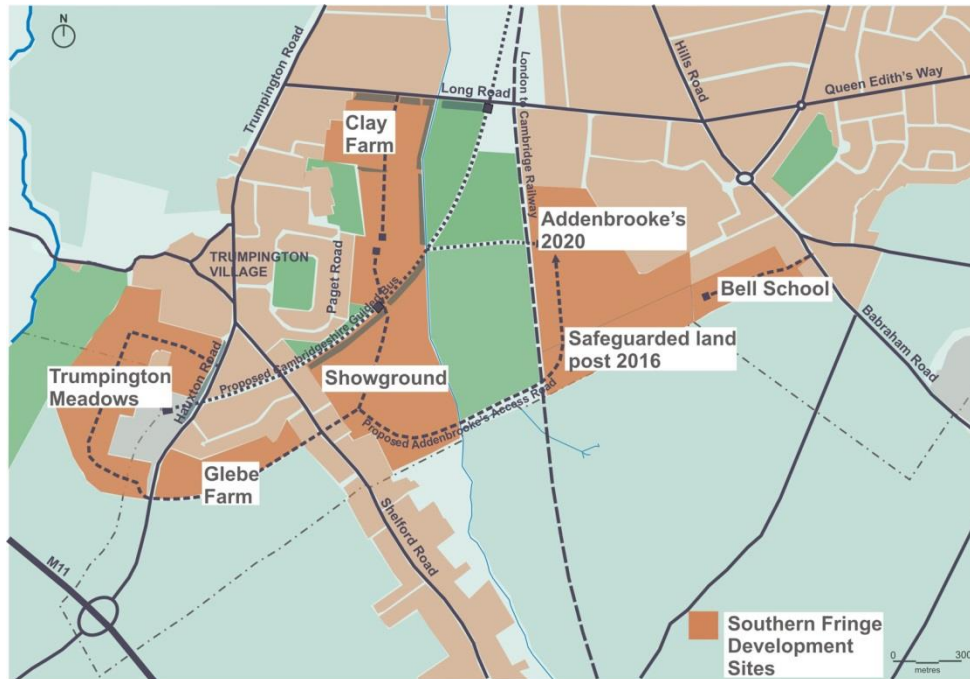 N
Trumpington Road
Hills Road
Queen Edith's Way
London to Cambridge Railway
Long Road
Clay
Farm
Addenbrooke's
2020
TRUMPINGTON
VILLAGE
Paget Road
Bell School
Proposed Cambridgeshire Guided Bus
Safeguarded land
post 2016
Babraham Road
Trumpington
Meadows
Hauxton Road
Showground
Proposed Addenbrooke's Access Road
Glebe
Farm
Shelford Road
M11
Southern Fringe
Development
Sites
0 300
metres